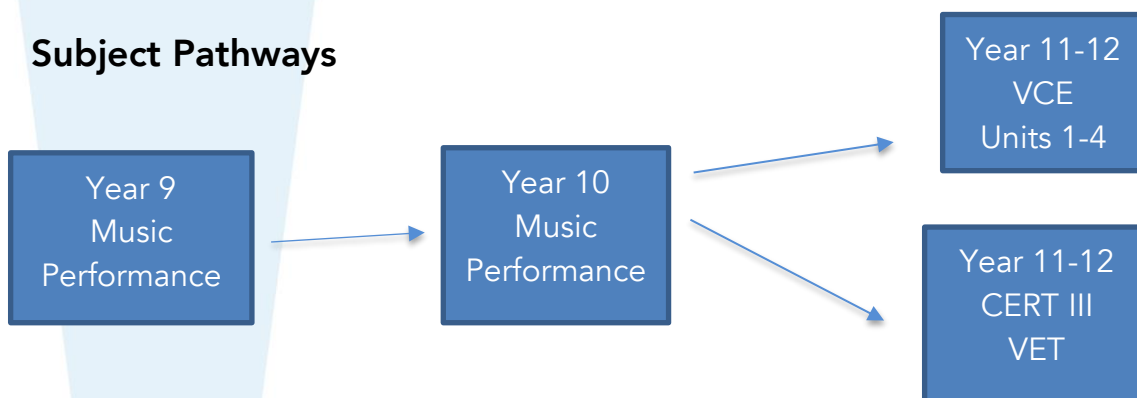 Subject Pathways
Year 9
Music
Performance
Year 10
Music
Performance
Year 11-12
VCE
Units 1-4
Year 11-12
CERT III
VET